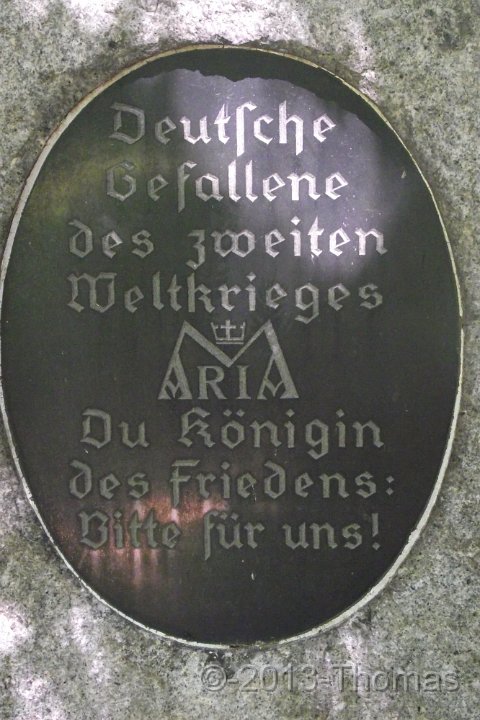 Deutſche
Gefallene
des zweiten
Weltkrieges
MARIA
Du Königin
des Friedens:
Bitte für uns!
©-2013-Thomas